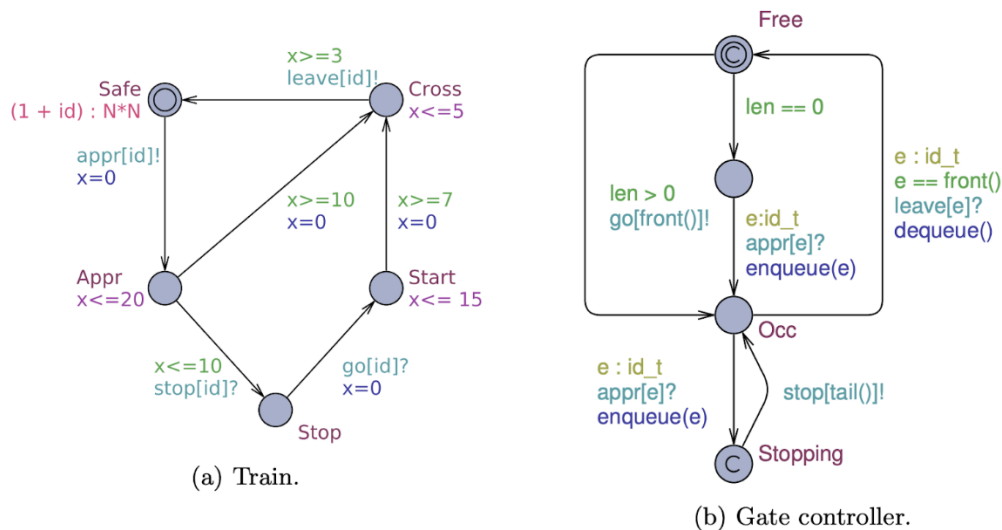 Safe
(1 + id) : N*N
x>=3
leave[id]!
Cross
x<=5
appr[id]!
x=0
x>=10
x=0
x>=7
x=0
Appr
x<=20
Start
x<= 15
x<=10
stop[id]?
go[id]?
x=0
Stop
(a) Train.
Free
C
len == 0
len > 0
go[front()]!
e:id_t
appr[e]?
enqueue(e)
e : id_t
e == front()
leave[e]?
dequeue()
Occ
e : id_t
appr[e]?
enqueue(e)
stop[tail()]!
C
Stopping
(b) Gate controller.